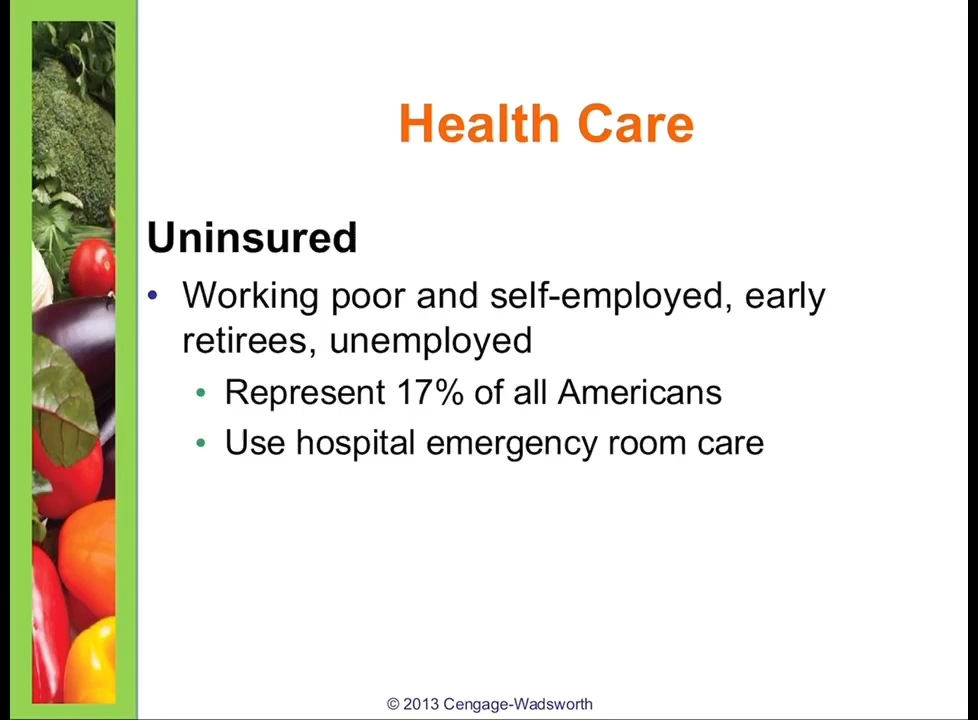 Health Care
Uninsured
• Working poor and self-employed, early
retirees, unemployed
• Represent 17% of all Americans
• Use hospital emergency room care
© 2013 Cengage-Wadsworth